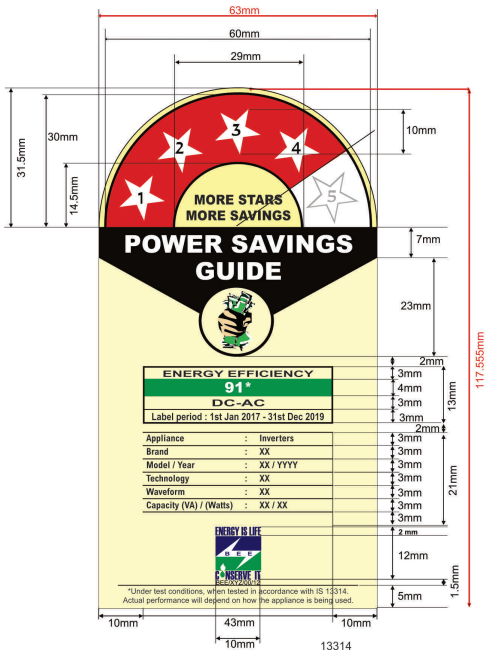 63mm
60mm
29mm
31.5mm
30mm
14.5mm
10mm
1
2
3
4
5
MORE STARS
MORE SAVINGS
POWER SAVINGS
GUIDE
7mm
23mm
117.555mm
2mm
ENERGY EFFICIENCY
3mm
91*
4mm
13mm
DC-AC
3mm
Label period : 1st Jan 2017 - 31st Dec 2019
3mm
2mm
Appliance : Inverters
3mm
Brand : XX
3mm
Model / Year : XX / YYYY
3mm
Technology : XX
3mm
21mm
Waveform : XX
3mm
Capacity (VA) / (Watts) : XX / XX
3mm
3mm
ENERGY IS LIFE
2 mm
BEE
12mm
CONSERVE IT
BEE/XYZ/00/12
1.5mm
*Under test conditions, when tested in accordance with IS 13314.
Actual performance will depend on how the appliance is being used.
5mm
10mm
43mm
10mm
10mm
13314